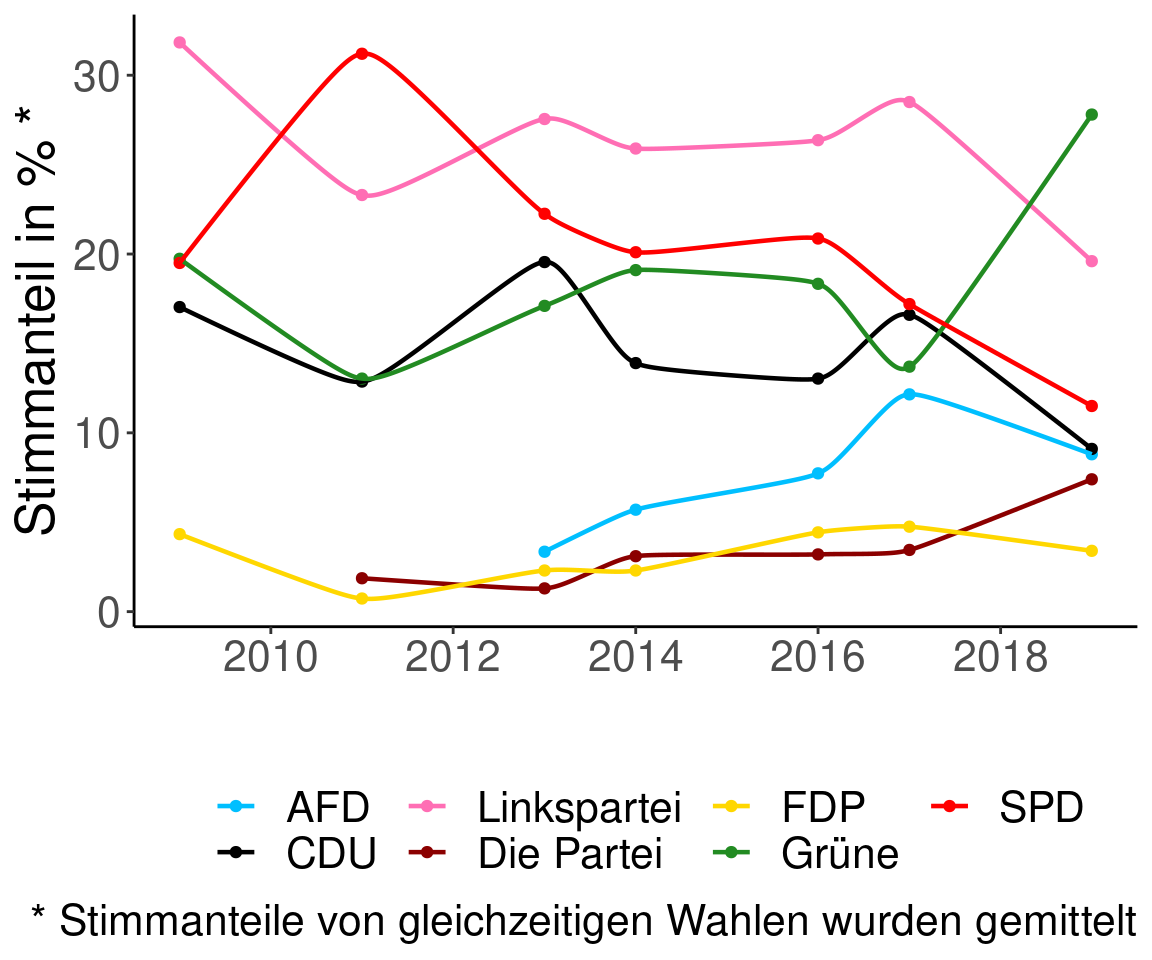 Stimmanteil in % *
30
20
10
0
2010 2012 2014 2016 2018
AFD Linkspartei FDP SPD
CDU Die Partei Grüne
* Stimmanteile von gleichzeitigen Wahlen wurden gemittelt